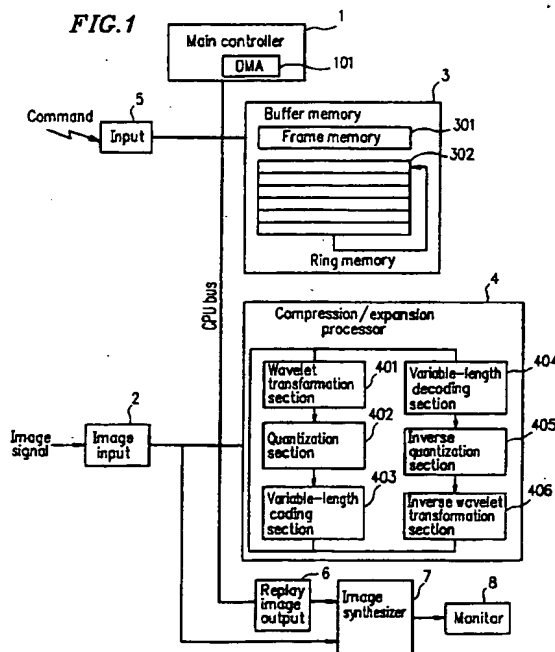 FIG.1
1
Main controller
DMA
101
3
5
Command
Input
Buffer memory
Frame memory
301
302
Ring memory
CPU bus
4
Compression/expansion
processor
Wavelet
transformation
section
401
Variable-length
decoding
section
404
2
Image
signal
Image
input
Quantization
section
402
Inverse
quantization
section
405
Variable-length
coding
section
403
Inverse wavelet
transformation
section
406
6
Replay
image
output
7
Image
synthesizer
8
Monitor